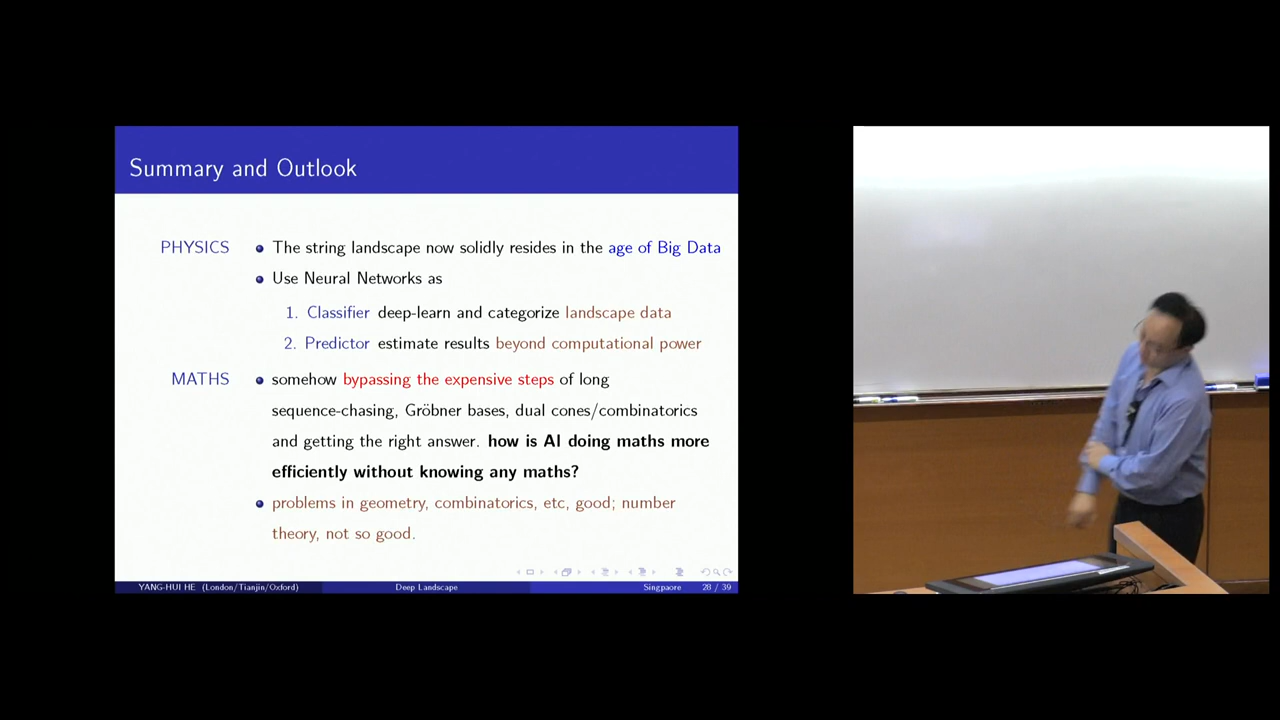 Summary and Outlook
PHYSICS The string landscape now solidly resides in the age of Big Data
Use Neural Networks as
1. Classifier deep-learn and categorize landscape data
2. Predictor estimate results beyond computational power
MATHS somehow bypassing the expensive steps of long
sequence-chasing, Gröbner bases, dual cones/combinatorics
and getting the right answer. how is AI doing maths more
efficiently without knowing any maths?
problems in geometry, combinatorics, etc, good; number
theory, not so good.
YANG-HUI HE (London/Tianjin/Oxford) Deep Landscape Singpaore 28 / 39